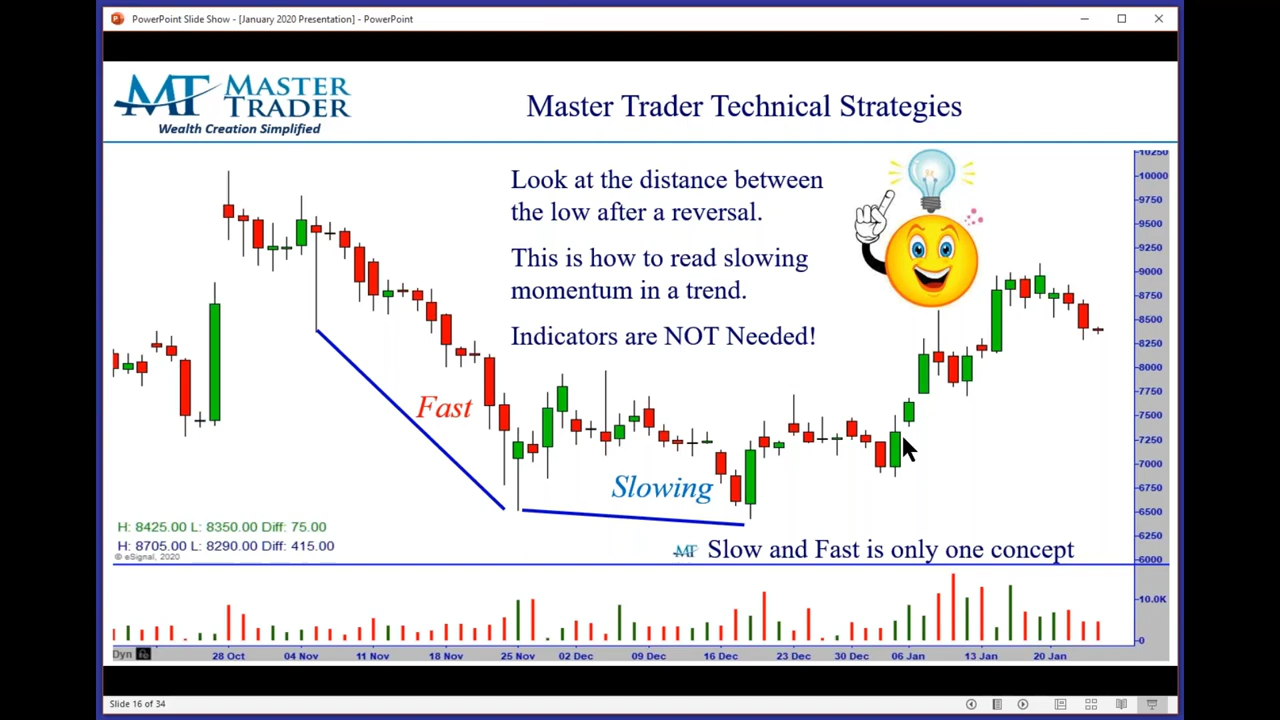 PowerPoint Slide Show - [January 2020 Presentation] - PowerPoint
MT MASTER
TRADER
Wealth Creation Simplified
Master Trader Technical Strategies
Look at the distance between
the low after a reversal.
This is how to read slowing
momentum in a trend.
Indicators are NOT Needed!
Fast
Slowing
H: 8425.00 L: 8350.00 Diff: 75.00
H: 8705.00 L: 8290.00 Diff: 415.00
© eSignal, 2020
MT Slow and Fast is only one concept
10250
10000
9750
9500
9250
9000
8750
8500
8250
8000
7750
7500
7250
7000
6750
6500
6250
6000
10.0K
0
Dyn 28 Oct 04 Nov 11 Nov 18 Nov 25 Nov 02 Dec 09 Dec 16 Dec 23 Dec 30 Dec 06 Jan 13 Jan 20 Jan
Slide 16 of 34